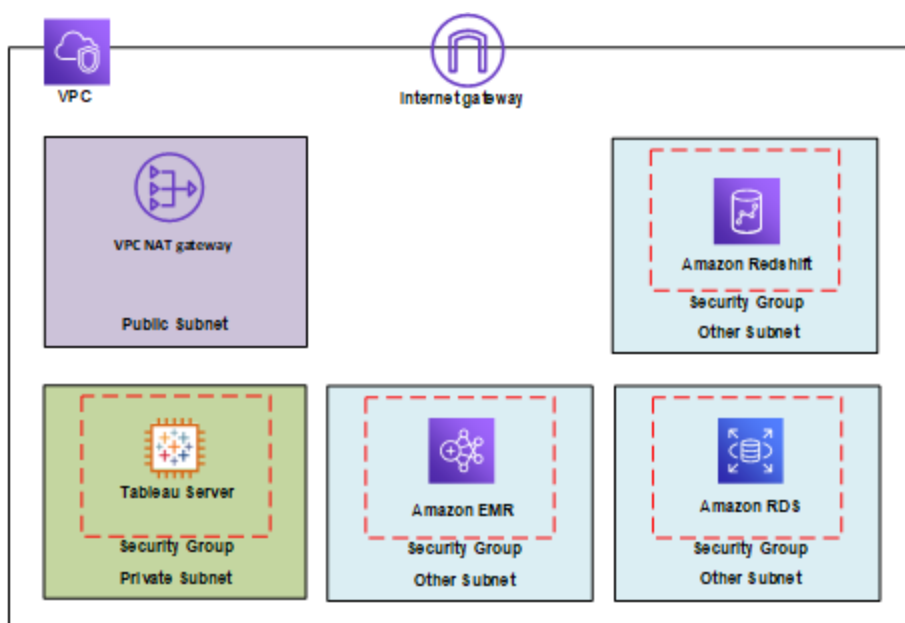 VPC
Internet gateway
VPC NAT gateway
Public Subnet
Amazon Redshift
Security Group
Other Subnet
Tableau Server
Security Group
Private Subnet
Amazon EMR
Security Group
Other Subnet
Amazon RDS
Security Group
Other Subnet